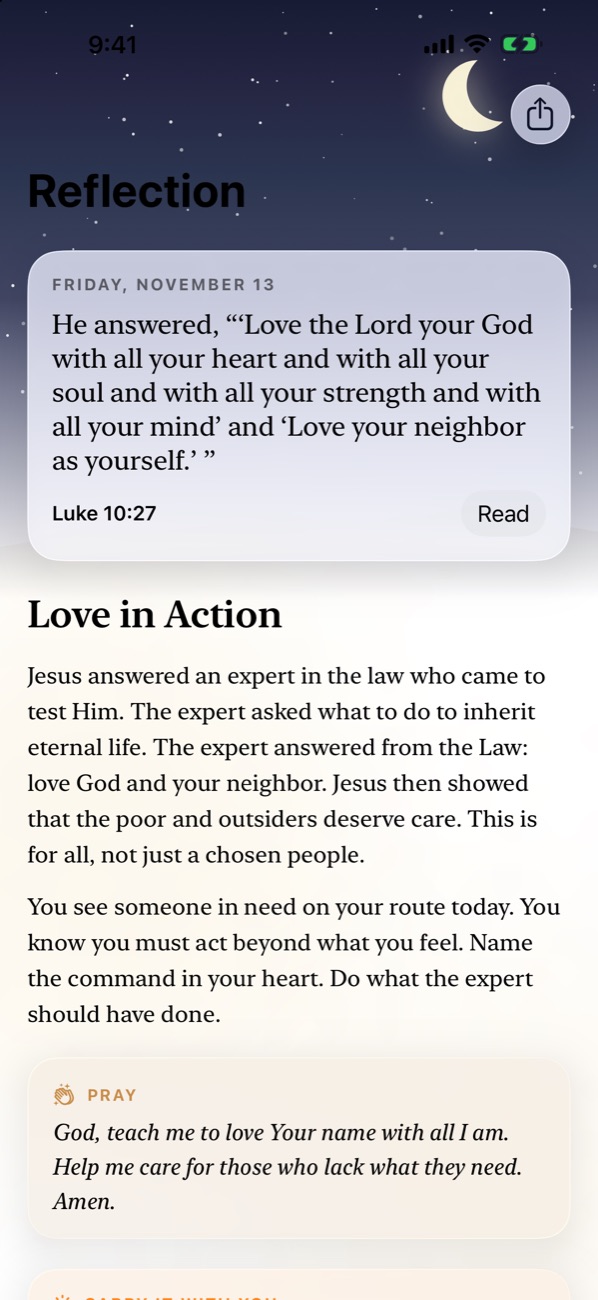 9:41
Reflection
FRIDAY, NOVEMBER 13
He answered, “‘Love the Lord your God
with all your heart and with all your
soul and with all your strength and with
all your mind’ and ‘Love your neighbor
as yourself.’ ”
Luke 10:27
Read
Love in Action
Jesus answered an expert in the law who came to
test Him. The expert asked what to do to inherit
eternal life. The expert answered from the Law:
love God and your neighbor. Jesus then showed
that the poor and outsiders deserve care. This is
for all, not just a chosen people.
You see someone in need on your route today. You
know you must act beyond what you feel. Name
the command in your heart. Do what the expert
should have done.
PRAY
God, teach me to love Your name with all I am.
Help me care for those who lack what they need.
Amen.
CARRY IT WITH YOU